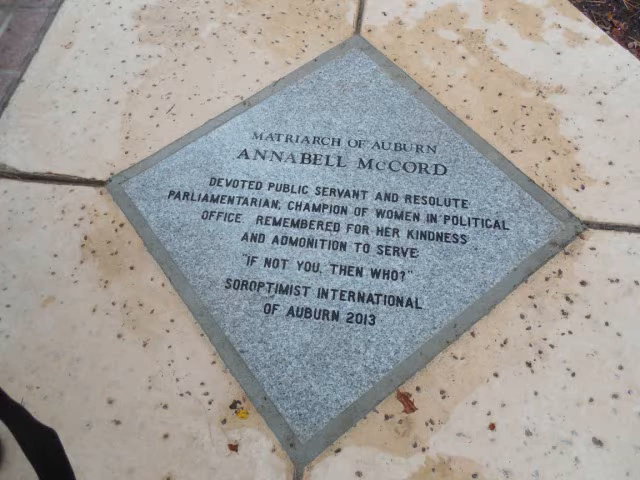 MATRIARCH OF AUBURN
ANNABELL McCORD
DEVOTED PUBLIC SERVANT AND RESOLUTE
PARLIAMENTARIAN, CHAMPION OF WOMEN IN POLITICAL
OFFICE. REMEMBERED FOR HER KINDNESS
AND ADMONITION TO SERVE:
"IF NOT YOU, THEN WHO?"
SOROPTIMIST INTERNATIONAL
OF AUBURN 2013